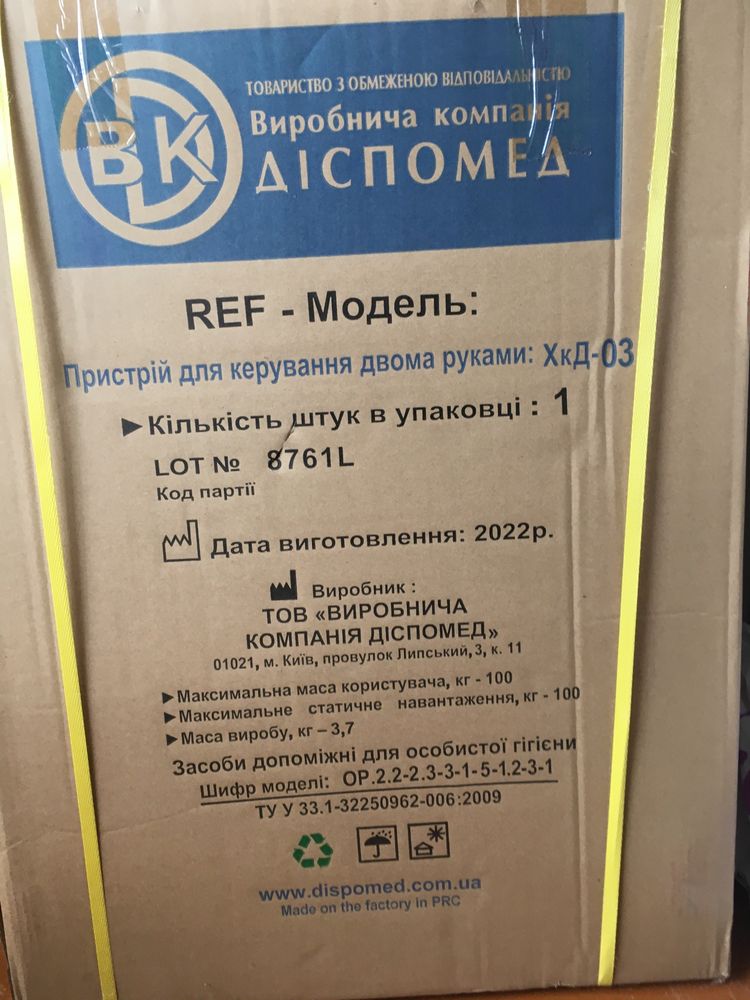 ВДК
ТОВАРИСТВО З ОБМЕЖЕНОЮ ВІДПОВІДАЛЬНІСТЮ
Виробнича компанія
ДІСПОМЕД
REF - Модель:
Пристрій для керування двома руками: ХкД-03
►Кількість штук в упаковці : 1
LOT № 8761L
Код партії
Дата виготовлення: 2022р.
Виробник :
ТОВ «ВИРОБНИЧА
КОМПАНІЯ ДІСПОМЕД»
01021, м. Київ, провулок Липський, 3, к. 11
►Максимальна маса користувача, кг - 100
►Максимальне статичне навантаження, кг - 100
►Маса виробу, кг – 3,7
Засоби допоміжні для особистої гігієни
Шифр моделі: ОР.2.2-2.3-3-1-5-1.2-3-1
ТУ У 33.1-32250962-006:2009
www.dispomed.com.ua
Made on the factory in PRC